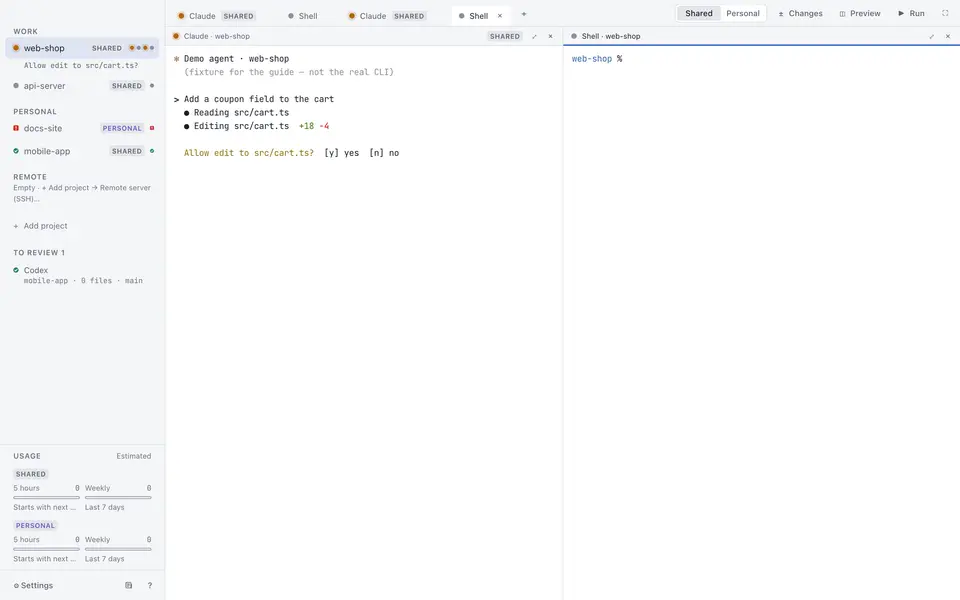 WORK
web-shop SHARED
Allow edit to src/cart.ts?
api-server SHARED
PERSONAL
docs-site PERSONAL
mobile-app SHARED
REMOTE
Empty · + Add project → Remote server
(SSH)…
+ Add project
TO REVIEW 1
Codex
mobile-app · 0 files · main
USAGE Estimated
SHARED
5 hours 0 Weekly 0
Starts with next … Last 7 days
PERSONAL
5 hours 0 Weekly 0
Starts with next … Last 7 days
Settings ?
Claude SHARED Shell Claude SHARED Shell × +
Shared Personal ± Changes Preview Run
Claude · web-shop SHARED ×
Demo agent · web-shop
(fixture for the guide — not the real CLI)
> Add a coupon field to the cart
● Reading src/cart.ts
● Editing src/cart.ts +18 -4
Allow edit to src/cart.ts? [y] yes [n] no
Shell · web-shop ×
web-shop %